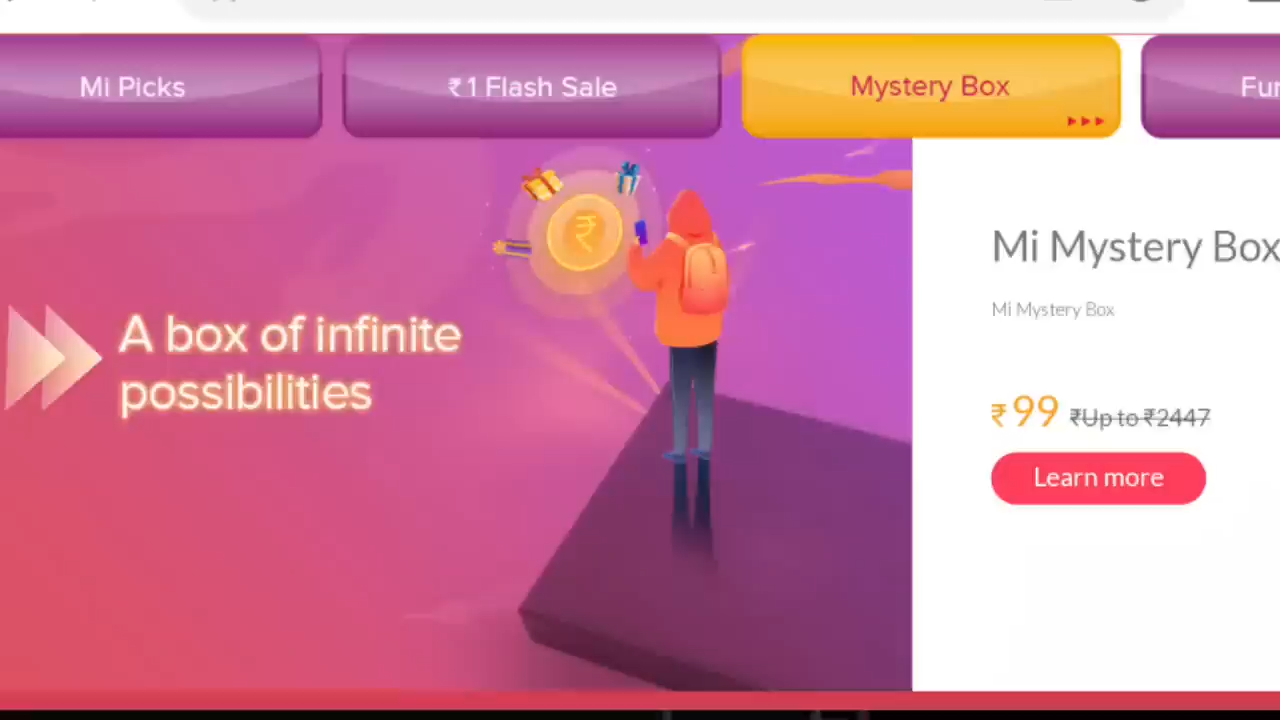 Mi Picks
₹1 Flash Sale
Mystery Box
A box of infinite
possibilities
₹
Mi Mystery Box
Mi Mystery Box
₹99 ₹Up to ₹2447
Learn more